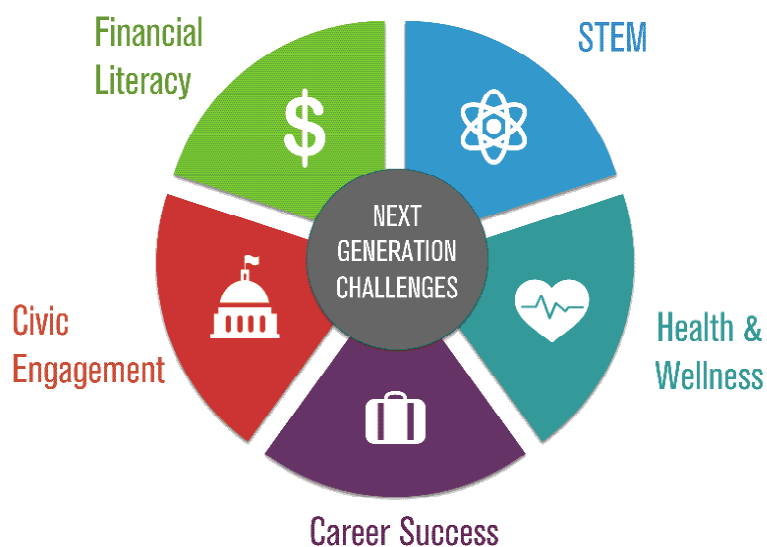 Financial
Literacy
STEM
$
NEXT
GENERATION
CHALLENGES
Civic
Engagement
Health &
Wellness
Career Success